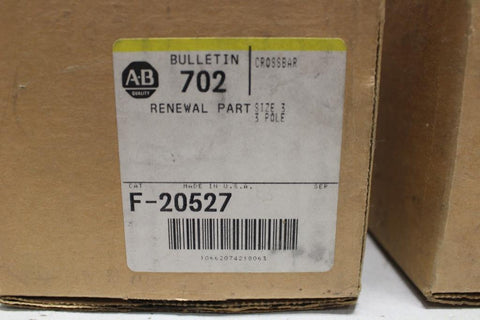 A-B
QUALITY
BULLETIN
702
CROSSBAR
RENEWAL PART
SIZE 3
3 POLE
CAT MADE IN U.S.A. SER
F-20527